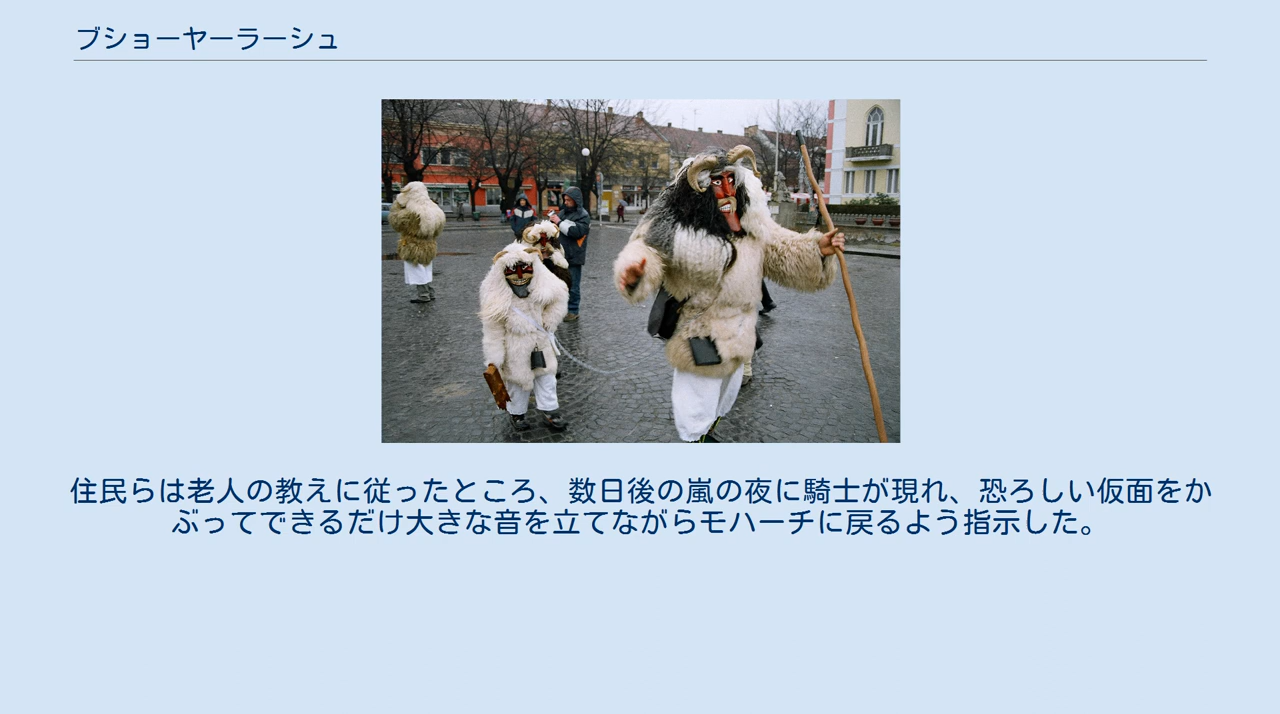 ブショーヤーラーシュ
住民らは老人の教えに従ったところ、数日後の嵐の夜に騎士が現れ、恐ろしい仮面をか
ぶってできるだけ大きな音を立てながらモハーチに戻るよう指示した。